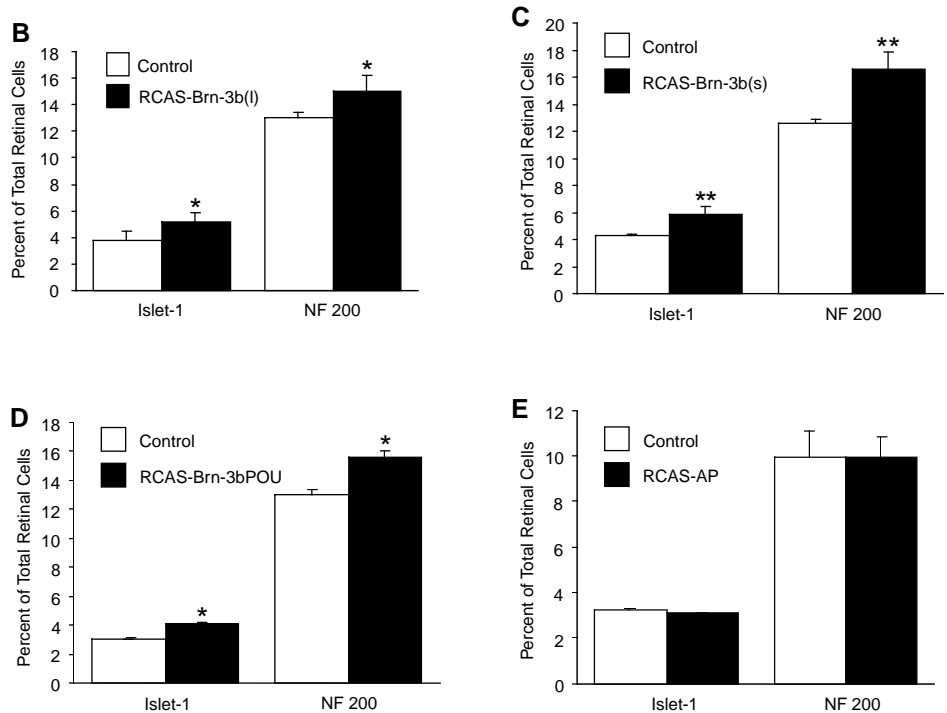 B
Percent of Total Retinal Cells
18
16
14
12
10
8
6
4
2
0
Control
RCAS-Brn-3b(l)
*
*
Islet-1
NF 200
C
Percent of Total Retinal Cells
20
18
16
14
12
10
8
6
4
2
0
Control
RCAS-Brn-3b(s)
**
**
Islet-1
NF 200
D
Percent of Total Retinal Cells
18
16
14
12
10
8
6
4
2
0
Control
RCAS-Brn-3bPOU
*
*
Islet-1
NF 200
E
Percent of Total Retinal Cells
12
10
8
6
4
2
0
Control
RCAS-AP
Islet-1
NF 200